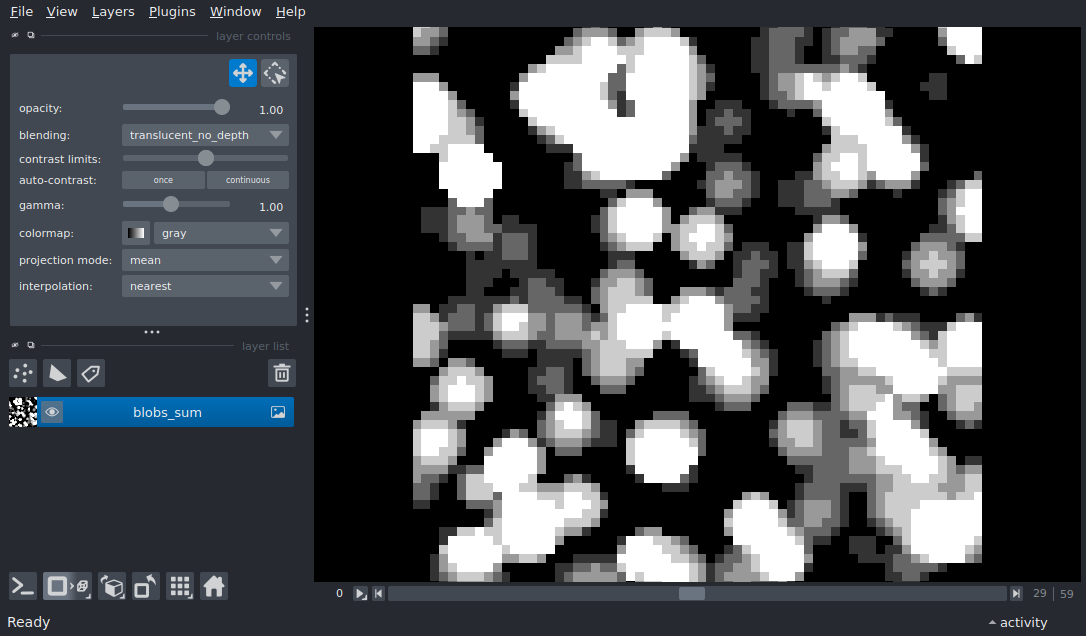 File View Layers Plugins Window Help
layer controls
opacity: 1.00
blending: translucent_no_depth
contrast limits:
auto-contrast: once continuous
gamma: 1.00
colormap: gray
projection mode: mean
interpolation: nearest
layer list
blobs_sum
0 29 59
Ready activity